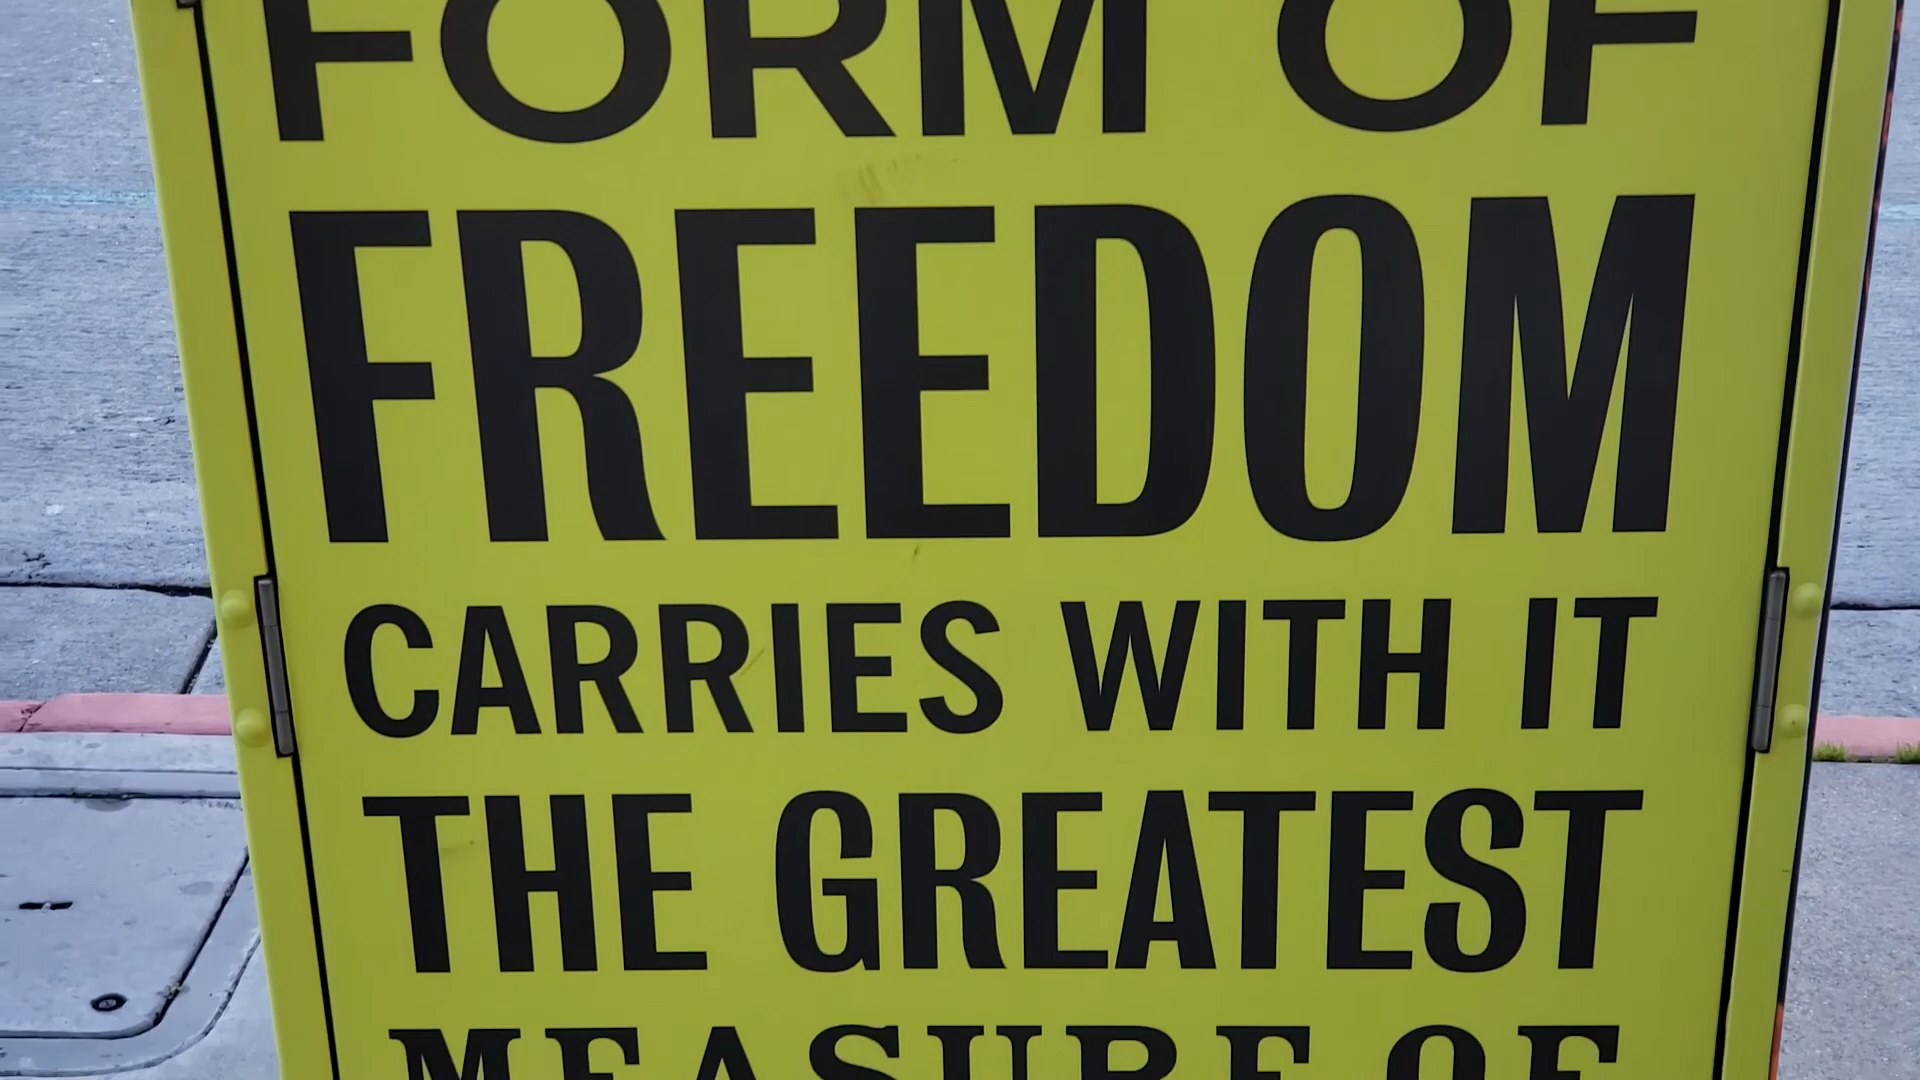 FORM OF
FREEDOM
CARRIES WITH IT
THE GREATEST
MEASURE OF